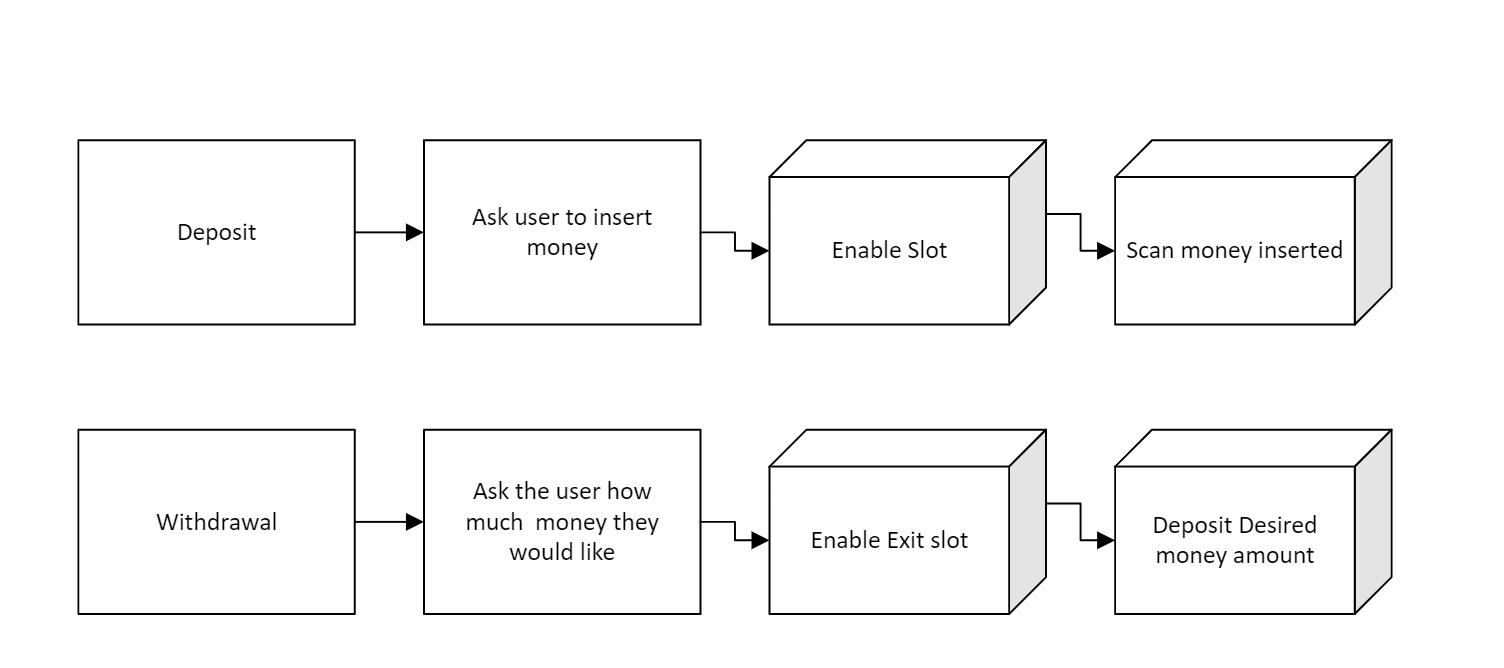 Deposit
Ask user to insert
money
Enable Slot
Scan money inserted
Withdrawal
Ask the user how
much  money they
would like
Enable Exit slot
Deposit Desired
money amount